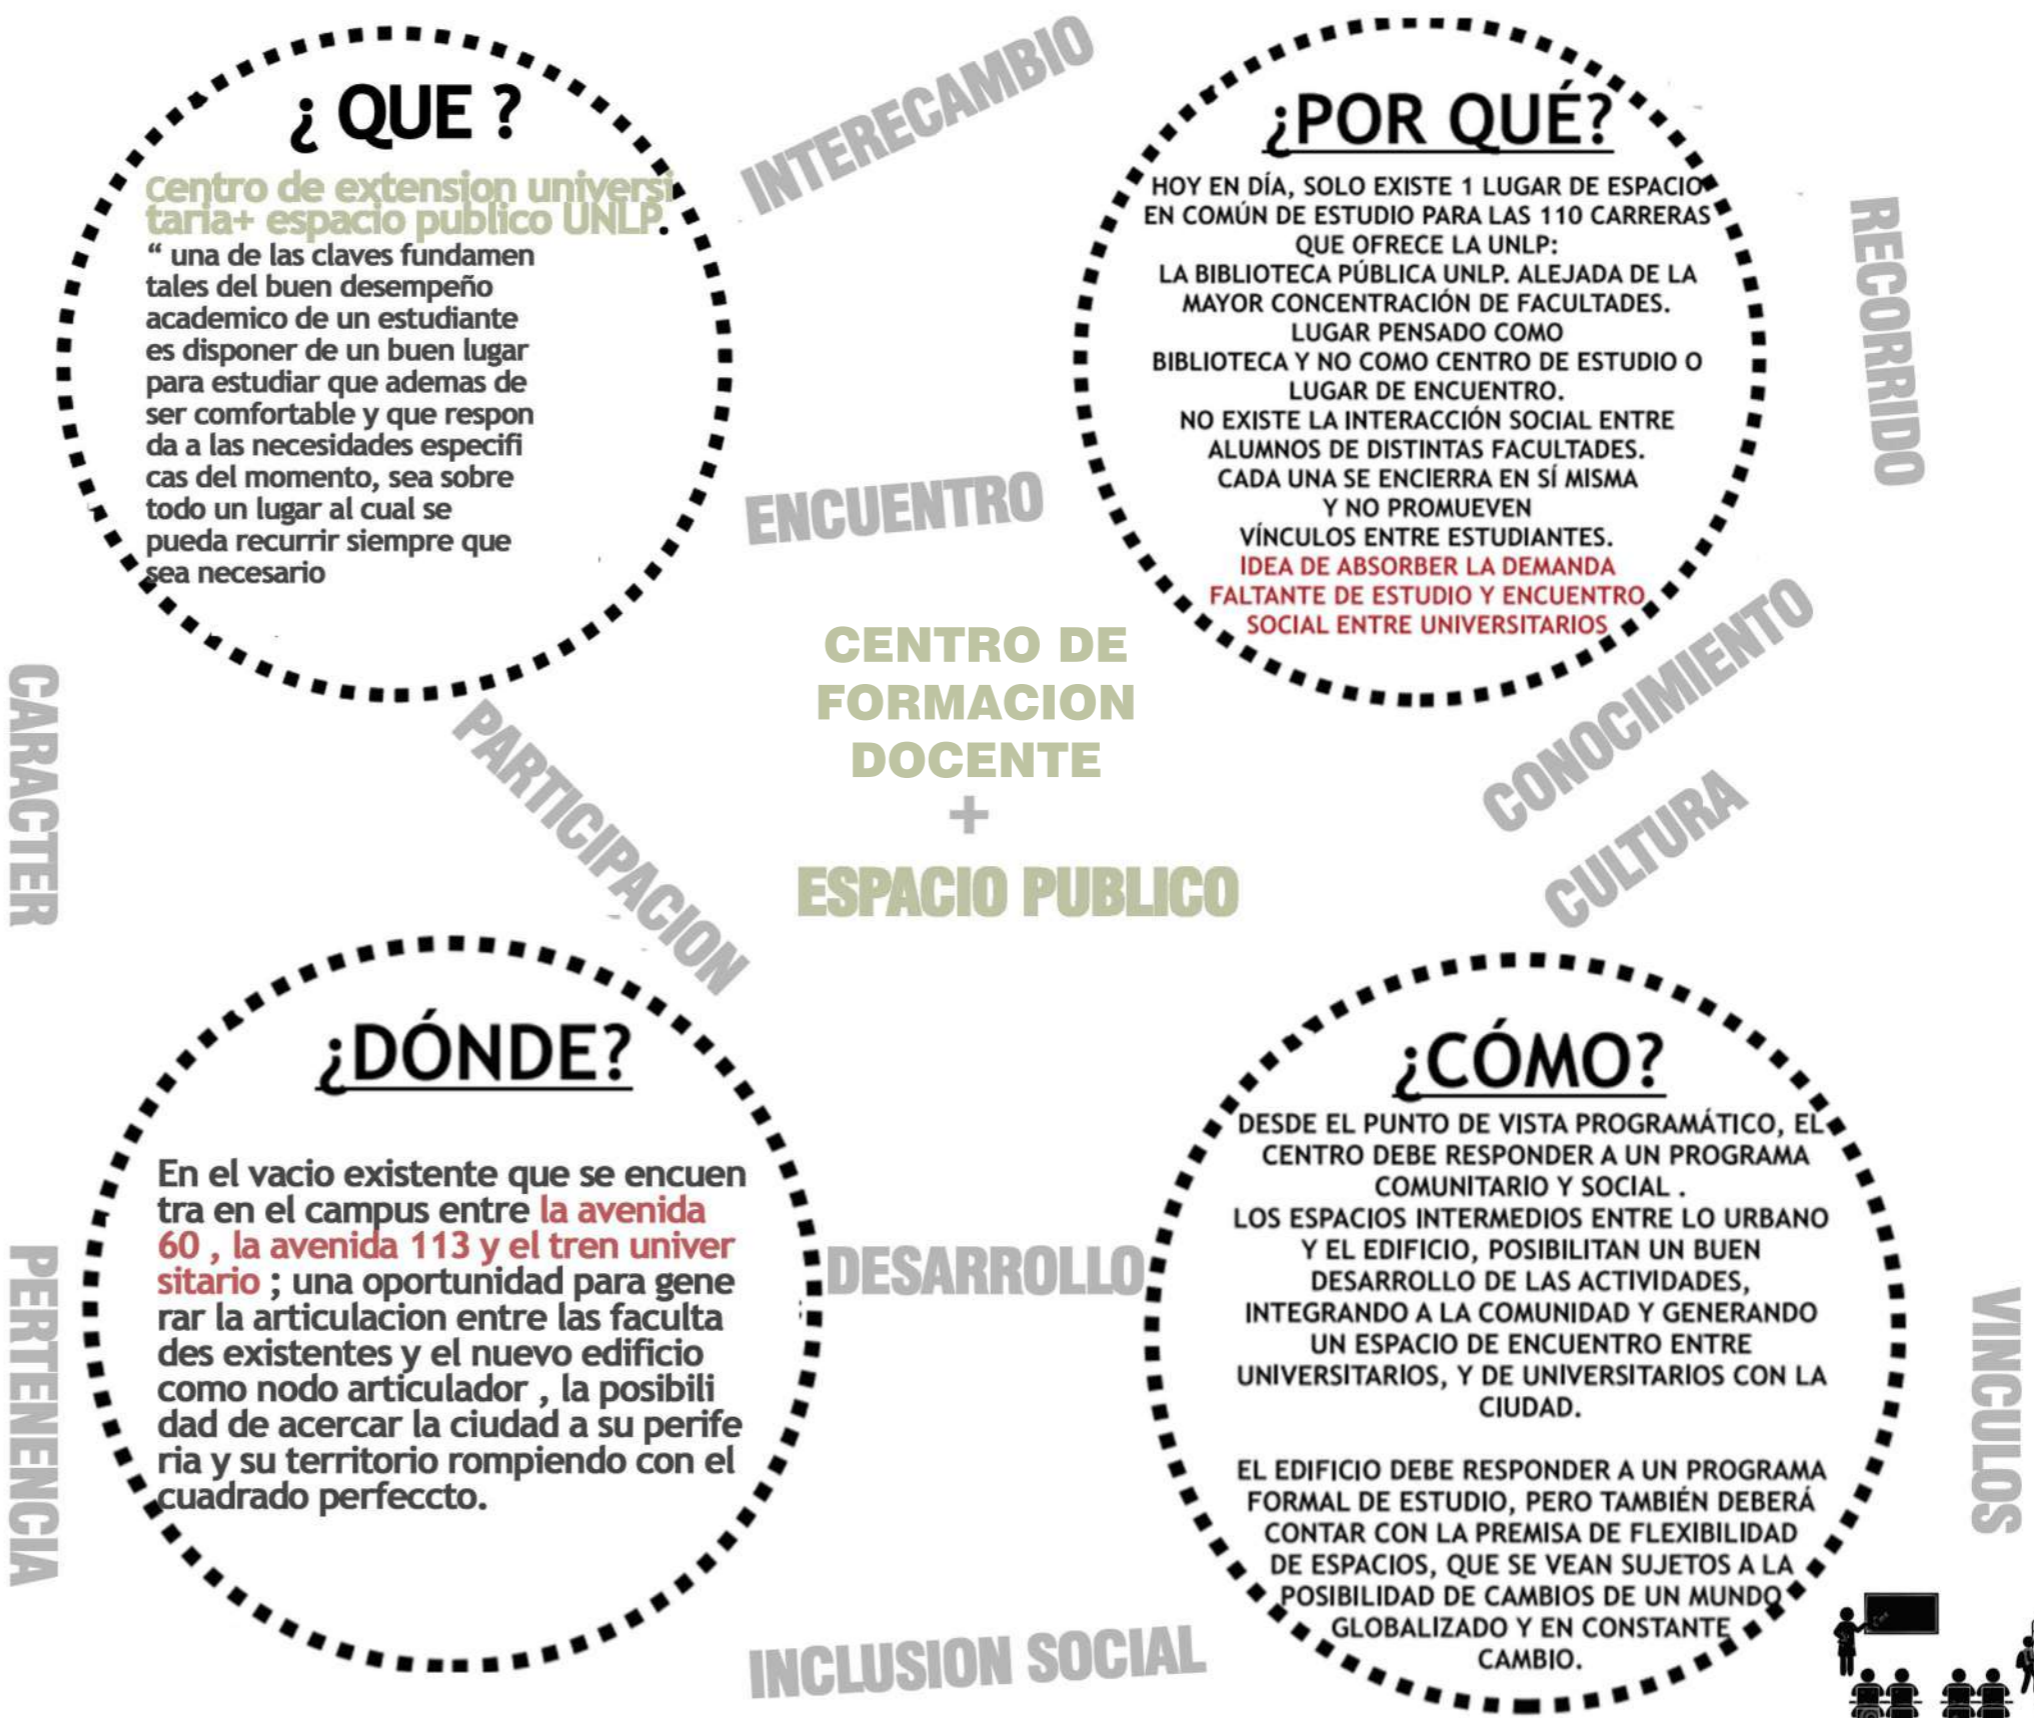 ¿ QUE ?
centro de extension universi
taria+ espacio publico UNLP.
“ una de las claves fundamen
tales del buen desempeño
academico de un estudiante
es disponer de un buen lugar
para estudiar que ademas de
ser comfortable y que respon
da a las necesidades especifi
cas del momento, sea sobre
todo un lugar al cual se
pueda recurrir siempre que
sea necesario
INTERECAMBIO
¿POR QUÉ?
HOY EN DÍA, SOLO EXISTE 1 LUGAR DE ESPACIO
EN COMÚN DE ESTUDIO PARA LAS 110 CARRERAS
QUE OFRECE LA UNLP:
LA BIBLIOTECA PÚBLICA UNLP. ALEJADA DE LA
MAYOR CONCENTRACIÓN DE FACULTADES.
LUGAR PENSADO COMO
BIBLIOTECA Y NO COMO CENTRO DE ESTUDIO O
LUGAR DE ENCUENTRO.
NO EXISTE LA INTERACCIÓN SOCIAL ENTRE
ALUMNOS DE DISTINTAS FACULTADES.
CADA UNA SE ENCIERRA EN SÍ MISMA
Y NO PROMUEVEN
VÍNCULOS ENTRE ESTUDIANTES.
IDEA DE ABSORBER LA DEMANDA
FALTANTE DE ESTUDIO Y ENCUENTRO
SOCIAL ENTRE UNIVERSITARIOS
RECORRIDO
ENCUENTRO
CENTRO DE
FORMACION
DOCENTE
+
ESPACIO PUBLICO
CARACTER
PARTICIPACION
CONOCIMIENTO
CULTURA
¿DÓNDE?
En el vacio existente que se encuen
tra en el campus entre la avenida
60 , la avenida 113 y el tren univer
sitario ; una oportunidad para gene
rar la articulacion entre las faculta
des existentes y el nuevo edificio
como nodo articulador , la posibili
dad de acercar la ciudad a su perife
ria y su territorio rompiendo con el
cuadrado perfeccto.
PERTENENCIA
DESARROLLO
¿CÓMO?
DESDE EL PUNTO DE VISTA PROGRAMÁTICO, EL
CENTRO DEBE RESPONDER A UN PROGRAMA
COMUNITARIO Y SOCIAL .
LOS ESPACIOS INTERMEDIOS ENTRE LO URBANO
Y EL EDIFICIO, POSIBILITAN UN BUEN
DESARROLLO DE LAS ACTIVIDADES,
INTEGRANDO A LA COMUNIDAD Y GENERANDO
UN ESPACIO DE ENCUENTRO ENTRE
UNIVERSITARIOS, Y DE UNIVERSITARIOS CON LA
CIUDAD.
EL EDIFICIO DEBE RESPONDER A UN PROGRAMA
FORMAL DE ESTUDIO, PERO TAMBIÉN DEBERÁ
CONTAR CON LA PREMISA DE FLEXIBILIDAD
DE ESPACIOS, QUE SE VEAN SUJETOS A LA
POSIBILIDAD DE CAMBIOS DE UN MUNDO
GLOBALIZADO Y EN CONSTANTE
CAMBIO.
VINCULOS
INCLUSION SOCIAL